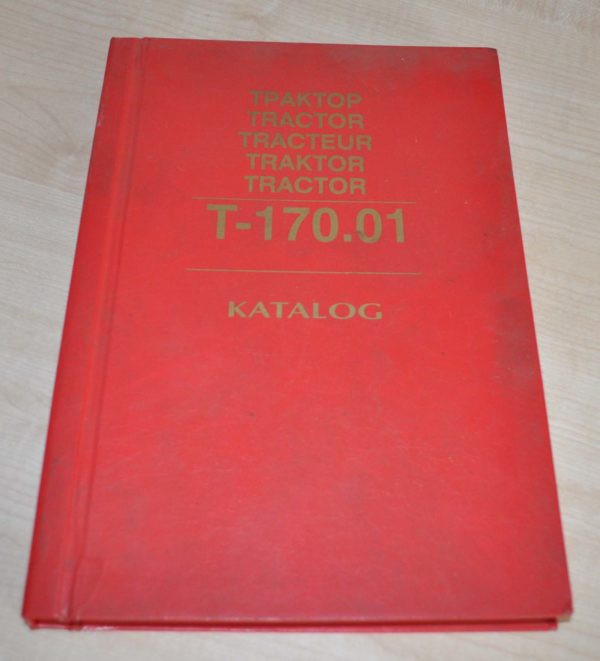 ТРАКТОР
TRACTOR
TRACTEUR
TRAKTOR
TRACTOR
T-170.01
KATALOG